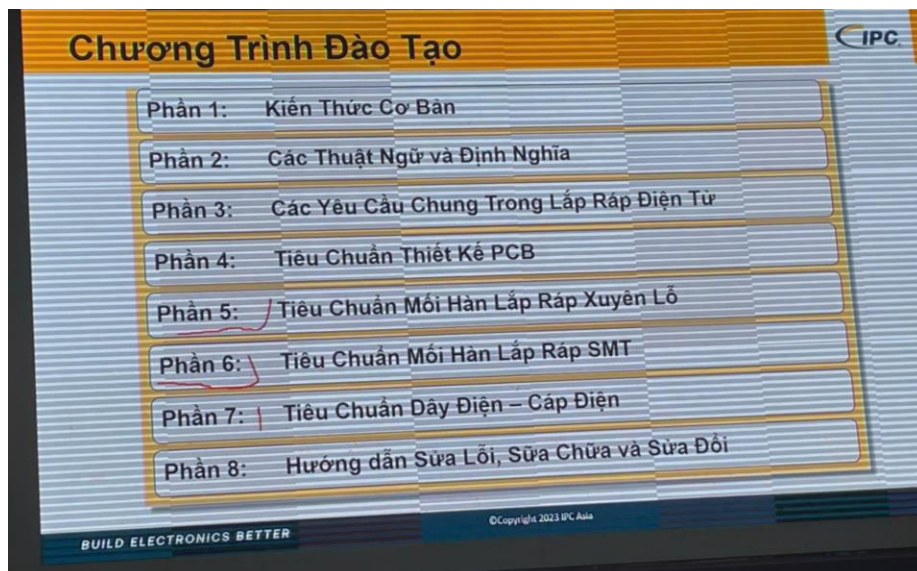 Chương Trình Đào Tạo
IPC
Phần 1: Kiến Thức Cơ Bản
Phần 2: Các Thuật Ngữ và Định Nghĩa
Phần 3: Các Yêu Cầu Chung Trong Lắp Ráp Điện Tử
Phần 4: Tiêu Chuẩn Thiết Kế PCB
Phần 5: Tiêu Chuẩn Mối Hàn Lắp Ráp Xuyên Lỗ
Phần 6: Tiêu Chuẩn Mối Hàn Lắp Ráp SMT
Phần 7: Tiêu Chuẩn Dây Điện – Cáp Điện
Phần 8: Hướng dẫn Sửa Lỗi, Sữa Chữa và Sửa Đổi
BUILD ELECTRONICS BETTER
©Copyright 2023 IPC Asia